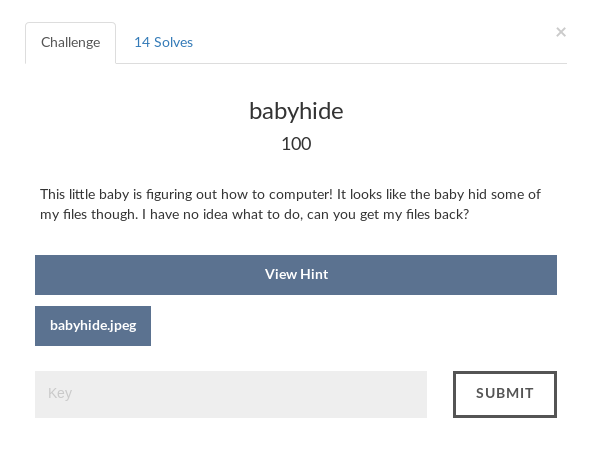 Challenge
14 Solves
×
babyhide
100
This little baby is figuring out how to computer! It looks like the baby hid some of
my files though. I have no idea what to do, can you get my files back?
View Hint
babyhide.jpeg
Key
SUBMIT